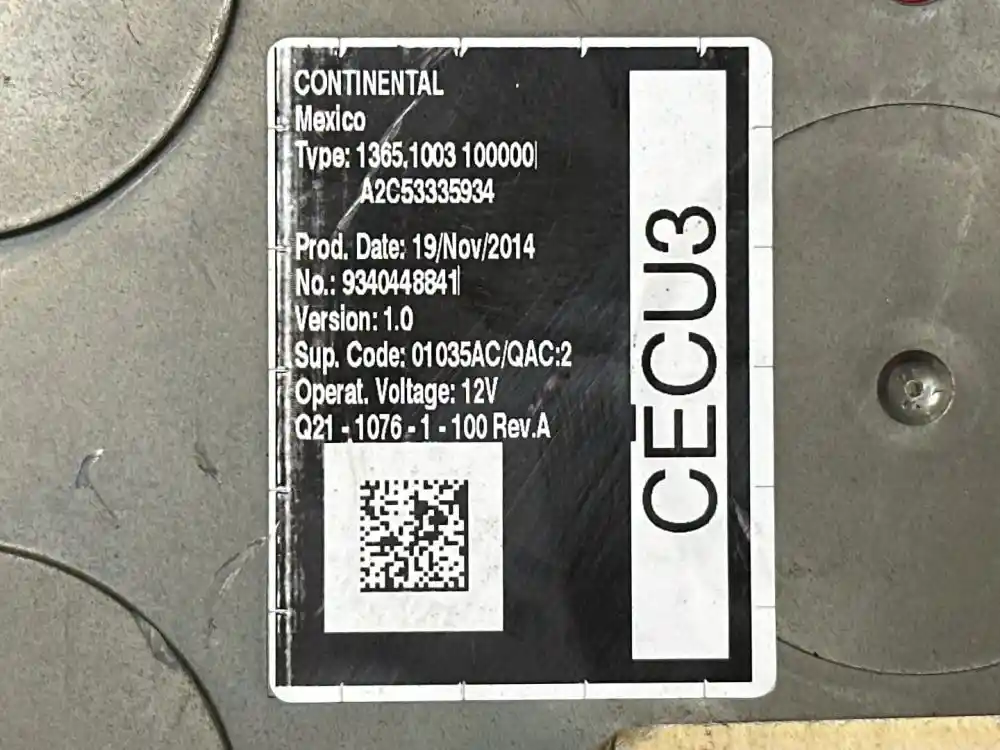 CONTINENTAL
Mexico
Type: 1365.1003 100000
A2C53335934
Prod. Date: 19/Nov/2014
No.: 9340448841
Version: 1.0
Sup. Code: 01035AC/QAC:2
Operat. Voltage: 12V
Q21 - 1076 - 1 - 100 Rev.A
CECU3